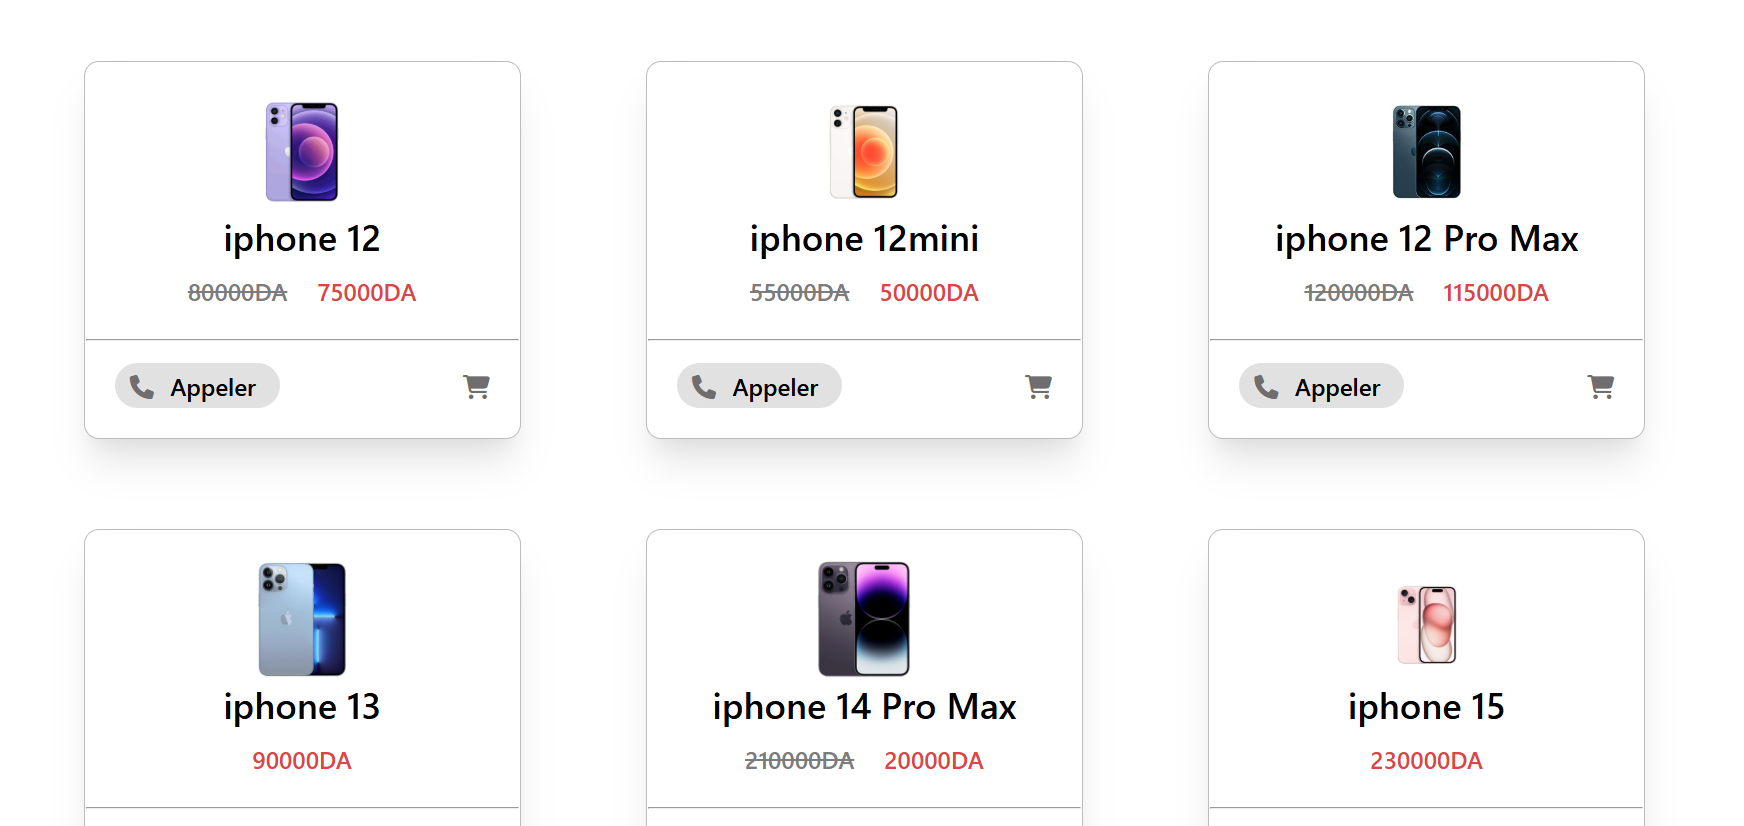 iphone 12
80000DA 75000DA
Appeler
iphone 12mini
55000DA 50000DA
Appeler
iphone 12 Pro Max
120000DA 115000DA
Appeler
iphone 13
90000DA
iphone 14 Pro Max
210000DA 20000DA
iphone 15
230000DA